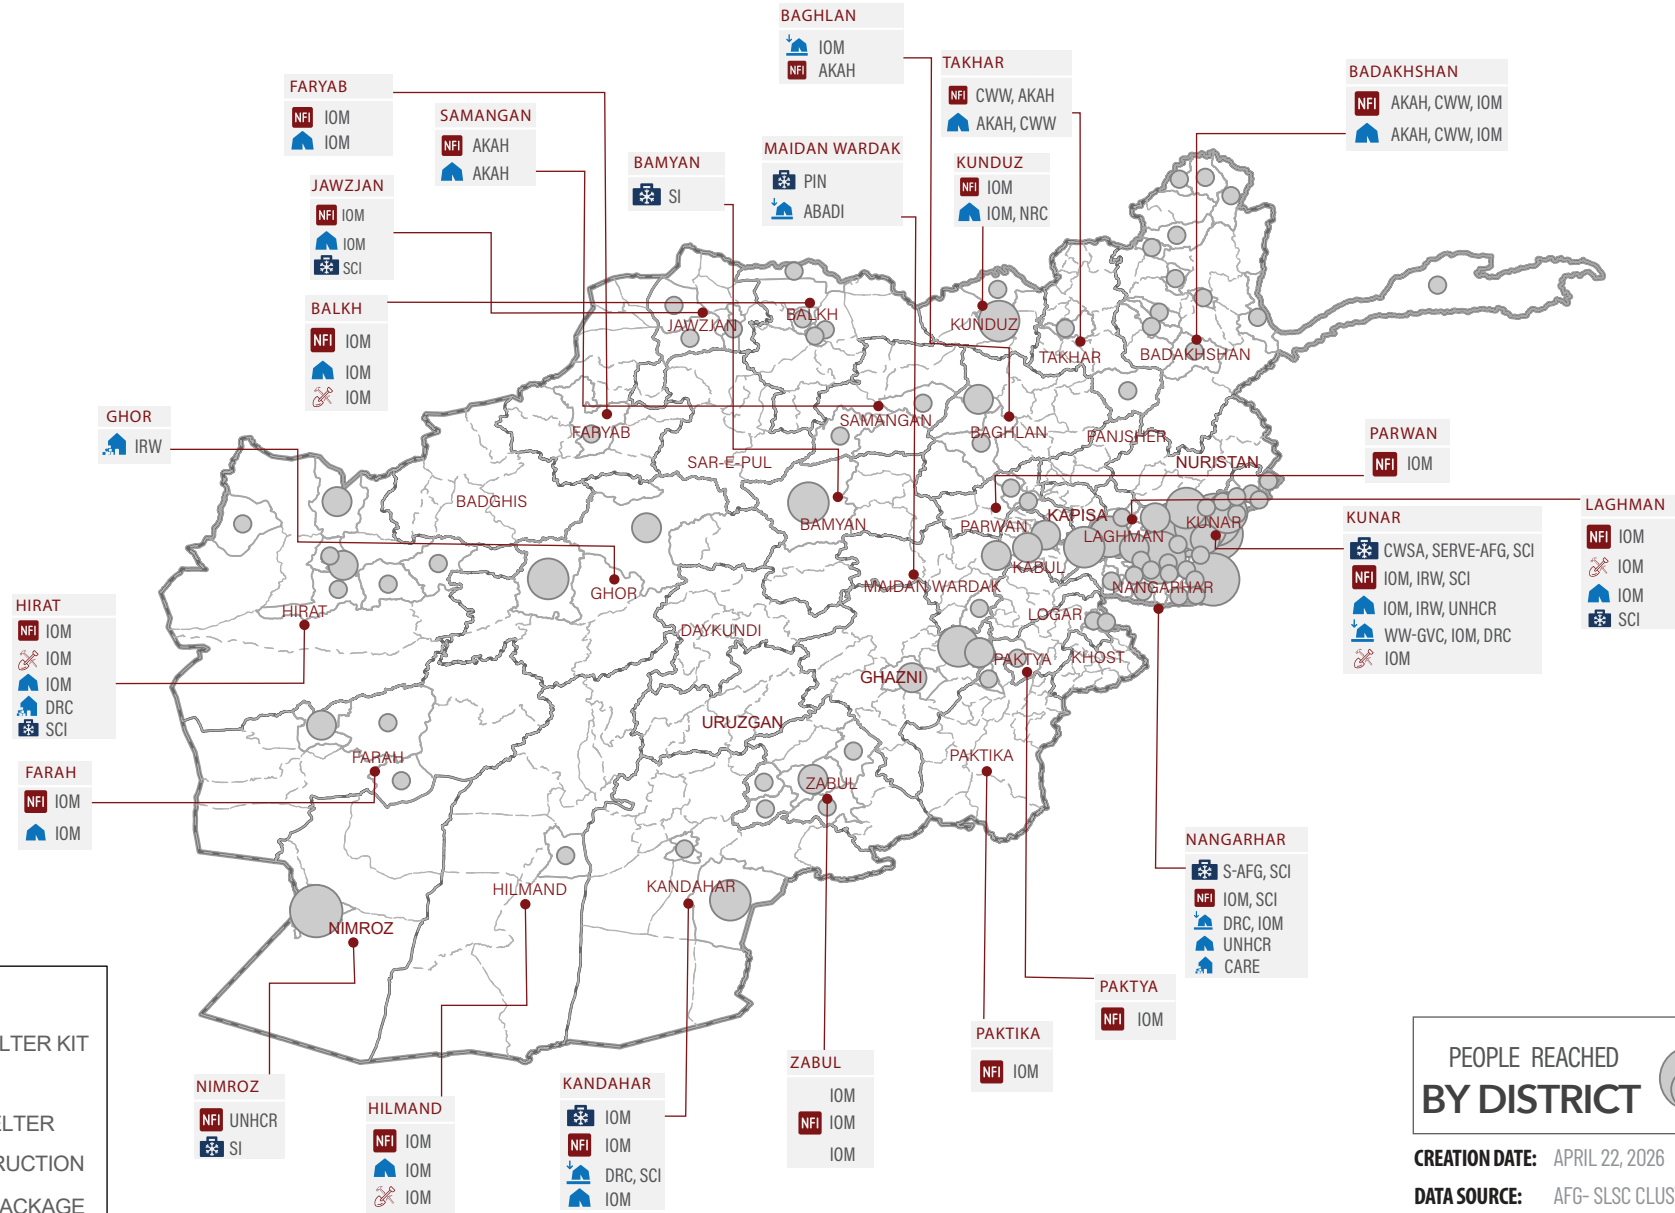 BAGHLAN
IOM
NFI AKAH
TAKHAR
NFI CWW, AKAH
AKAH, CWW
BADAKHSHAN
NFI AKAH, CWW, IOM
AKAH, CWW, IOM
FARYAB
NFI IOM
IOM
SAMANGAN
NFI AKAH
AKAH
BAMYAN
SI
MAIDAN WARDAK
PIN
ABADI
KUNDUZ
NFI IOM
IOM, NRC
JAWZJAN
NFI IOM
IOM
SCI
BALKH
NFI IOM
IOM
IOM
GHOR
IRW
PARWAN
NFI IOM
LAGHMAN
NFI IOM
IOM
IOM
SCI
KUNAR
CWSA, SERVE-AFG, SCI
NFI IOM, IRW, SCI
IOM, IRW, UNHCR
WW-GVC, IOM, DRC
IOM
HIRAT
NFI IOM
IOM
IOM
DRC
SCI
FARAH
NFI IOM
IOM
NANGARHAR
S-AFG, SCI
NFI IOM, SCI
DRC, IOM
UNHCR
CARE
PAKTYA
NFI IOM
PAKTIKA
NFI IOM
ZABUL
IOM
NFI IOM
IOM
KANDAHAR
IOM
NFI IOM
DRC, SCI
IOM
HILMAND
NFI IOM
IOM
IOM
NIMROZ
NFI UNHCR
SI
JAWZJAN
BALKH
KUNDUZ
TAKHAR
BADAKHSHAN
FARYAB
SAMANGAN
BAGHLAN
PANJSHER
SAR-E-PUL
NURISTAN
BADGHIS
BAMYAN
PARWAN
KAPISA
KUNAR
LAGHMAN
KABUL
MAIDAN WARDAK
NANGARHAR
GHOR
HIRAT
LOGAR
DAYKUNDI
PAKTYA
KHOST
GHAZNI
URUZGAN
FARAH
PAKTIKA
ZABUL
HILMAND
KANDAHAR
NIMROZ
LTER KIT
ELTER
RUCTION
ACKAGE
PEOPLE REACHED
BY DISTRICT
CREATION DATE: APRIL 22, 2026
DATA SOURCE: AFG- SLSC CLUS